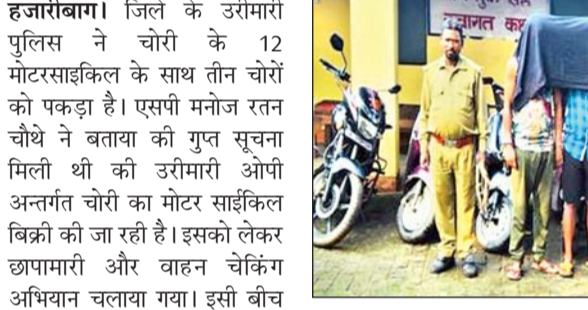 हजारीबाग। जिले के उरीमारी
पुलिस ने चोरी के 12
मोटरसाइकिल के साथ तीन चोरों
को पकड़ा है। एसपी मनोज रतन
चौथे ने बताया की गुप्त सूचना
मिली थी की उरीमारी ओपी
अन्तर्गत चोरी का मोटर साईकिल
बिक्री की जा रही है। इसको लेकर
छापामारी और वाहन चेकिंग
अभियान चलाया गया। इसी बीच